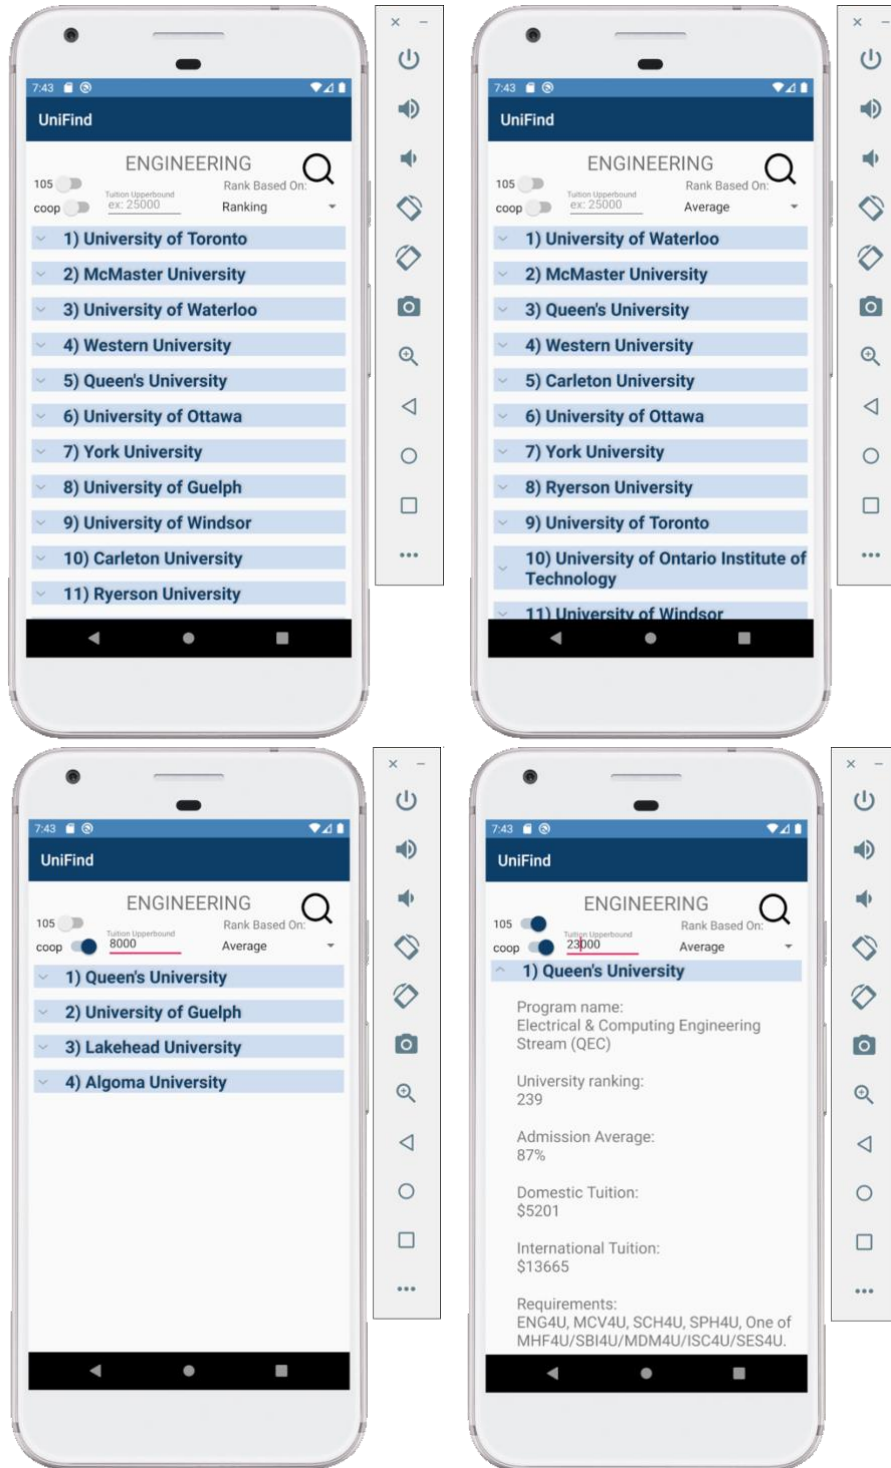 7:43
UniFind
ENGINEERING
105
Tuition Upperbound
Rank Based On:
coop
ex: 25000
Ranking
1) University of Toronto
2) McMaster University
3) University of Waterloo
4) Western University
5) Queen's University
6) University of Ottawa
7) York University
8) University of Guelph
9) University of Windsor
10) Carleton University
11) Ryerson University
7:43
UniFind
ENGINEERING
105
Tuition Upperbound
Rank Based On:
coop
ex: 25000
Average
1) University of Waterloo
2) McMaster University
3) Queen's University
4) Western University
5) Carleton University
6) University of Ottawa
7) York University
8) Ryerson University
9) University of Toronto
10) University of Ontario Institute of
Technology
11) University of Windsor
7:43
UniFind
ENGINEERING
105
Tuition Upperbound
Rank Based On:
coop
8000
Average
1) Queen's University
2) University of Guelph
3) Lakehead University
4) Algoma University
7:43
UniFind
ENGINEERING
105
Tuition Upperbound
Rank Based On:
coop
23000
Average
1) Queen's University
Program name:
Electrical & Computing Engineering
Stream (QEC)
University ranking:
239
Admission Average:
87%
Domestic Tuition:
$5201
International Tuition:
$13665
Requirements:
ENG4U, MCV4U, SCH4U, SPH4U, One of
MHF4U/SBI4U/MDM4U/ISC4U/SES4U.